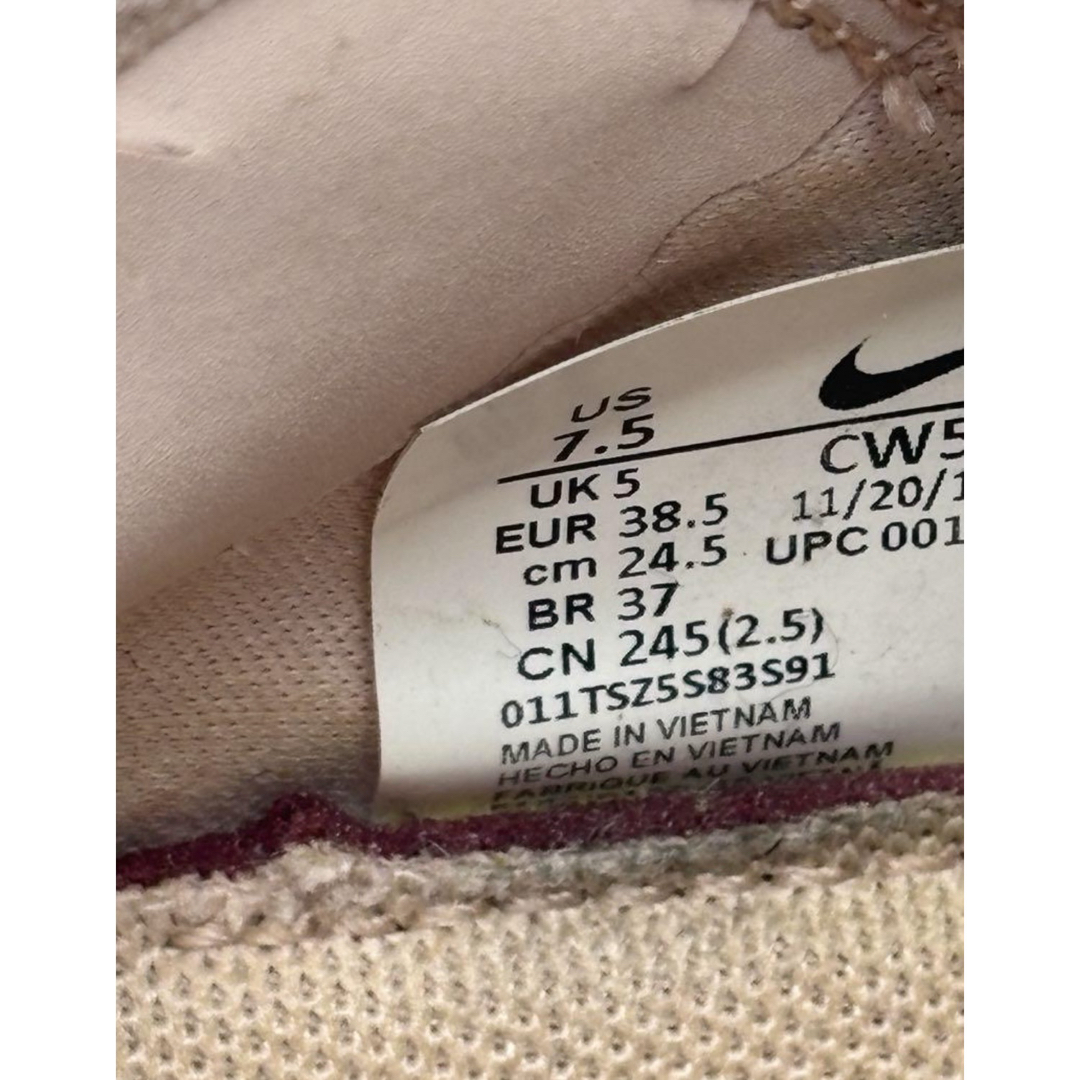 US
7.5
CW5
UK 5
11/20/1
EUR 38.5
UPC 001
cm 24.5
BR 37
CN 245(2.5)
011TSZ5S83S91
MADE IN VIETNAM
HECHO EN VIETNAM
FABRIQUE AU VIETNAM